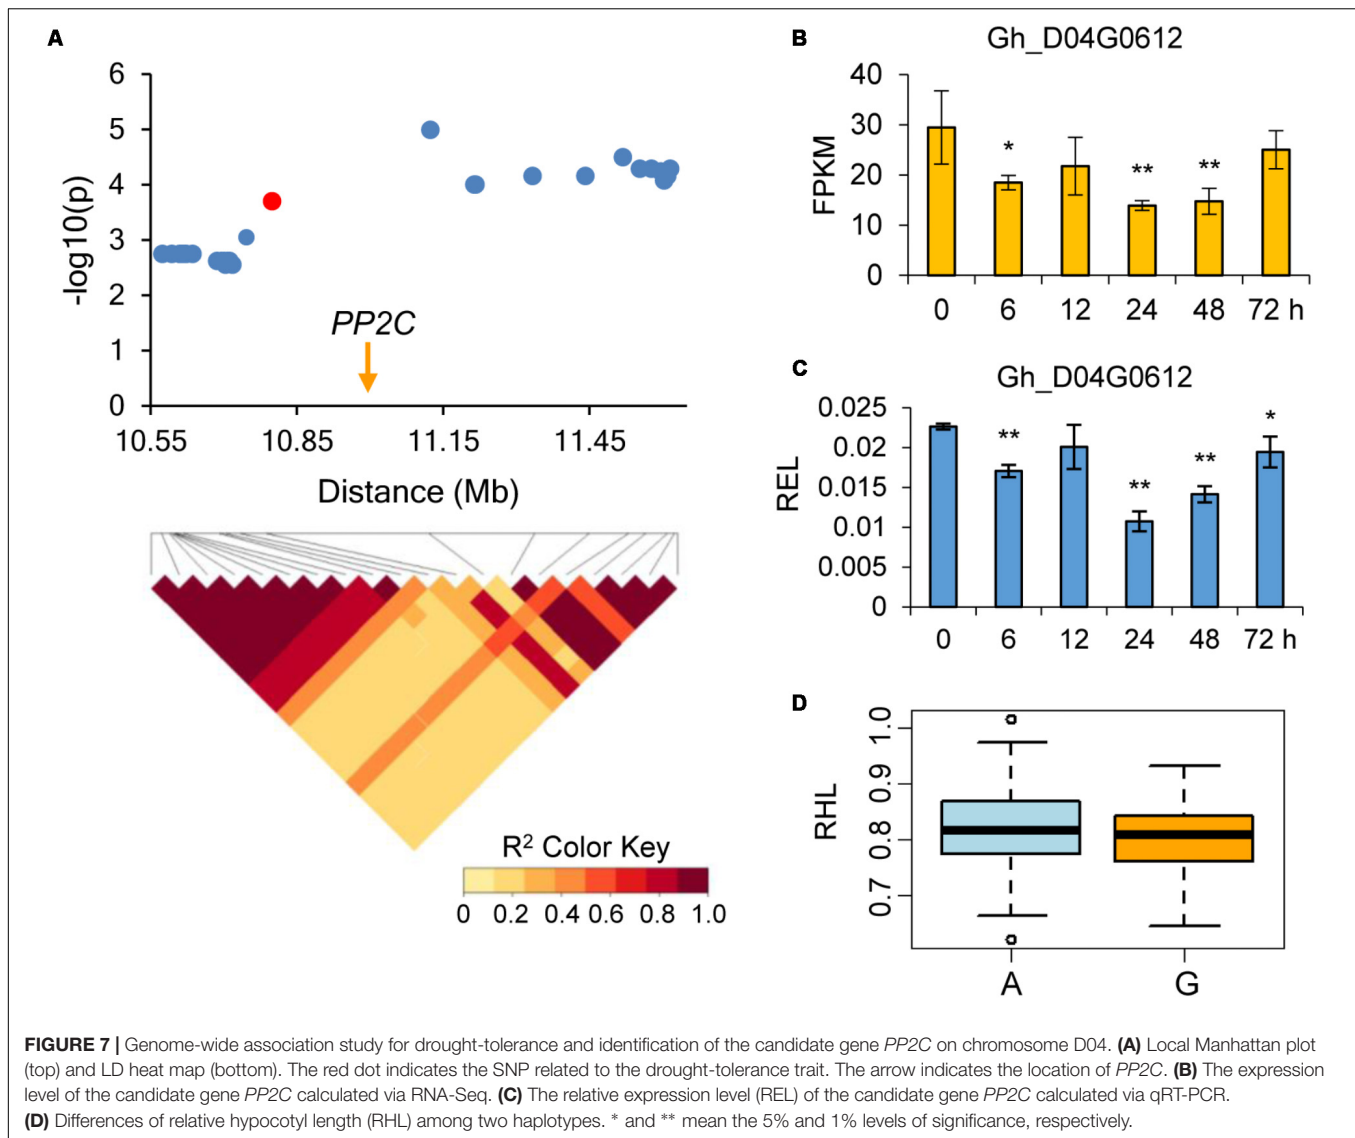 A
6
5
4
3
2
1
0
-log10(p)
PP2C
10.55 10.85 11.15 11.45
Distance (Mb)
R² Color Key
0 0.2 0.4 0.6 0.8 1.0
B
Gh_D04G0612
40
30
20
10
0
FPKM
* ** **
0 6 12 24 48 72 h
C
Gh_D04G0612
0.025
0.02
0.015
0.01
0.005
0
REL
** ** ** *
0 6 12 24 48 72 h
D
1.0
0.9
0.8
0.7
RHL
A G
FIGURE 7 | Genome-wide association study for drought-tolerance and identification of the candidate gene PP2C on chromosome D04. (A) Local Manhattan plot
(top) and LD heat map (bottom). The red dot indicates the SNP related to the drought-tolerance trait. The arrow indicates the location of PP2C. (B) The expression
level of the candidate gene PP2C calculated via RNA-Seq. (C) The relative expression level (REL) of the candidate gene PP2C calculated via qRT-PCR.
(D) Differences of relative hypocotyl length (RHL) among two haplotypes. * and ** mean the 5% and 1% levels of significance, respectively.